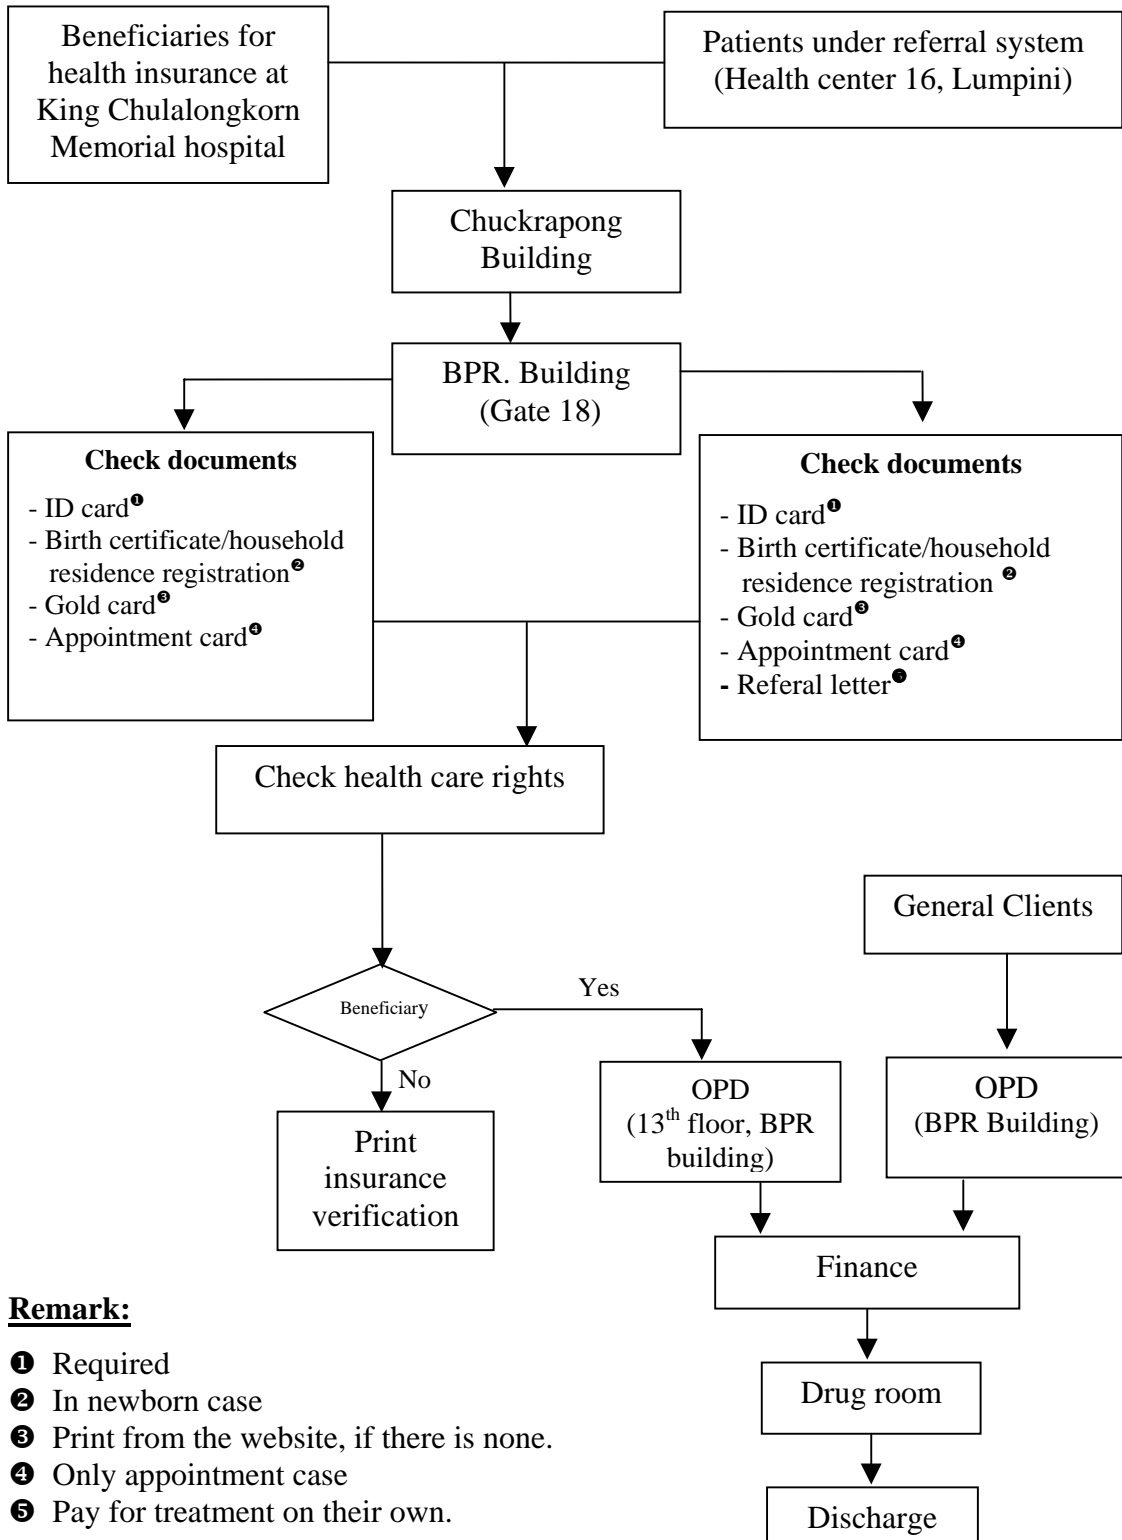 Beneficiaries for
health insurance at
King Chulalongkorn
Memorial hospital
Patients under referral system
(Health center 16, Lumpini)
Chuckrapong
Building
BPR. Building
(Gate 18)
Check documents
- ID card❶
- Birth certificate/household
residence registration❷
- Gold card❸
- Appointment card❹
Check documents
- ID card❶
- Birth certificate/household
residence registration ❷
- Gold card❸
- Appointment card❹
- Referal letter❺
Check health care rights
General Clients
Beneficiary
Yes
No
OPD
(13th floor, BPR
building)
OPD
(BPR Building)
Print
insurance
verification
Finance
Drug room
Discharge
Remark:
❶ Required
❷ In newborn case
❸ Print from the website, if there is none.
❹ Only appointment case
❺ Pay for treatment on their own.